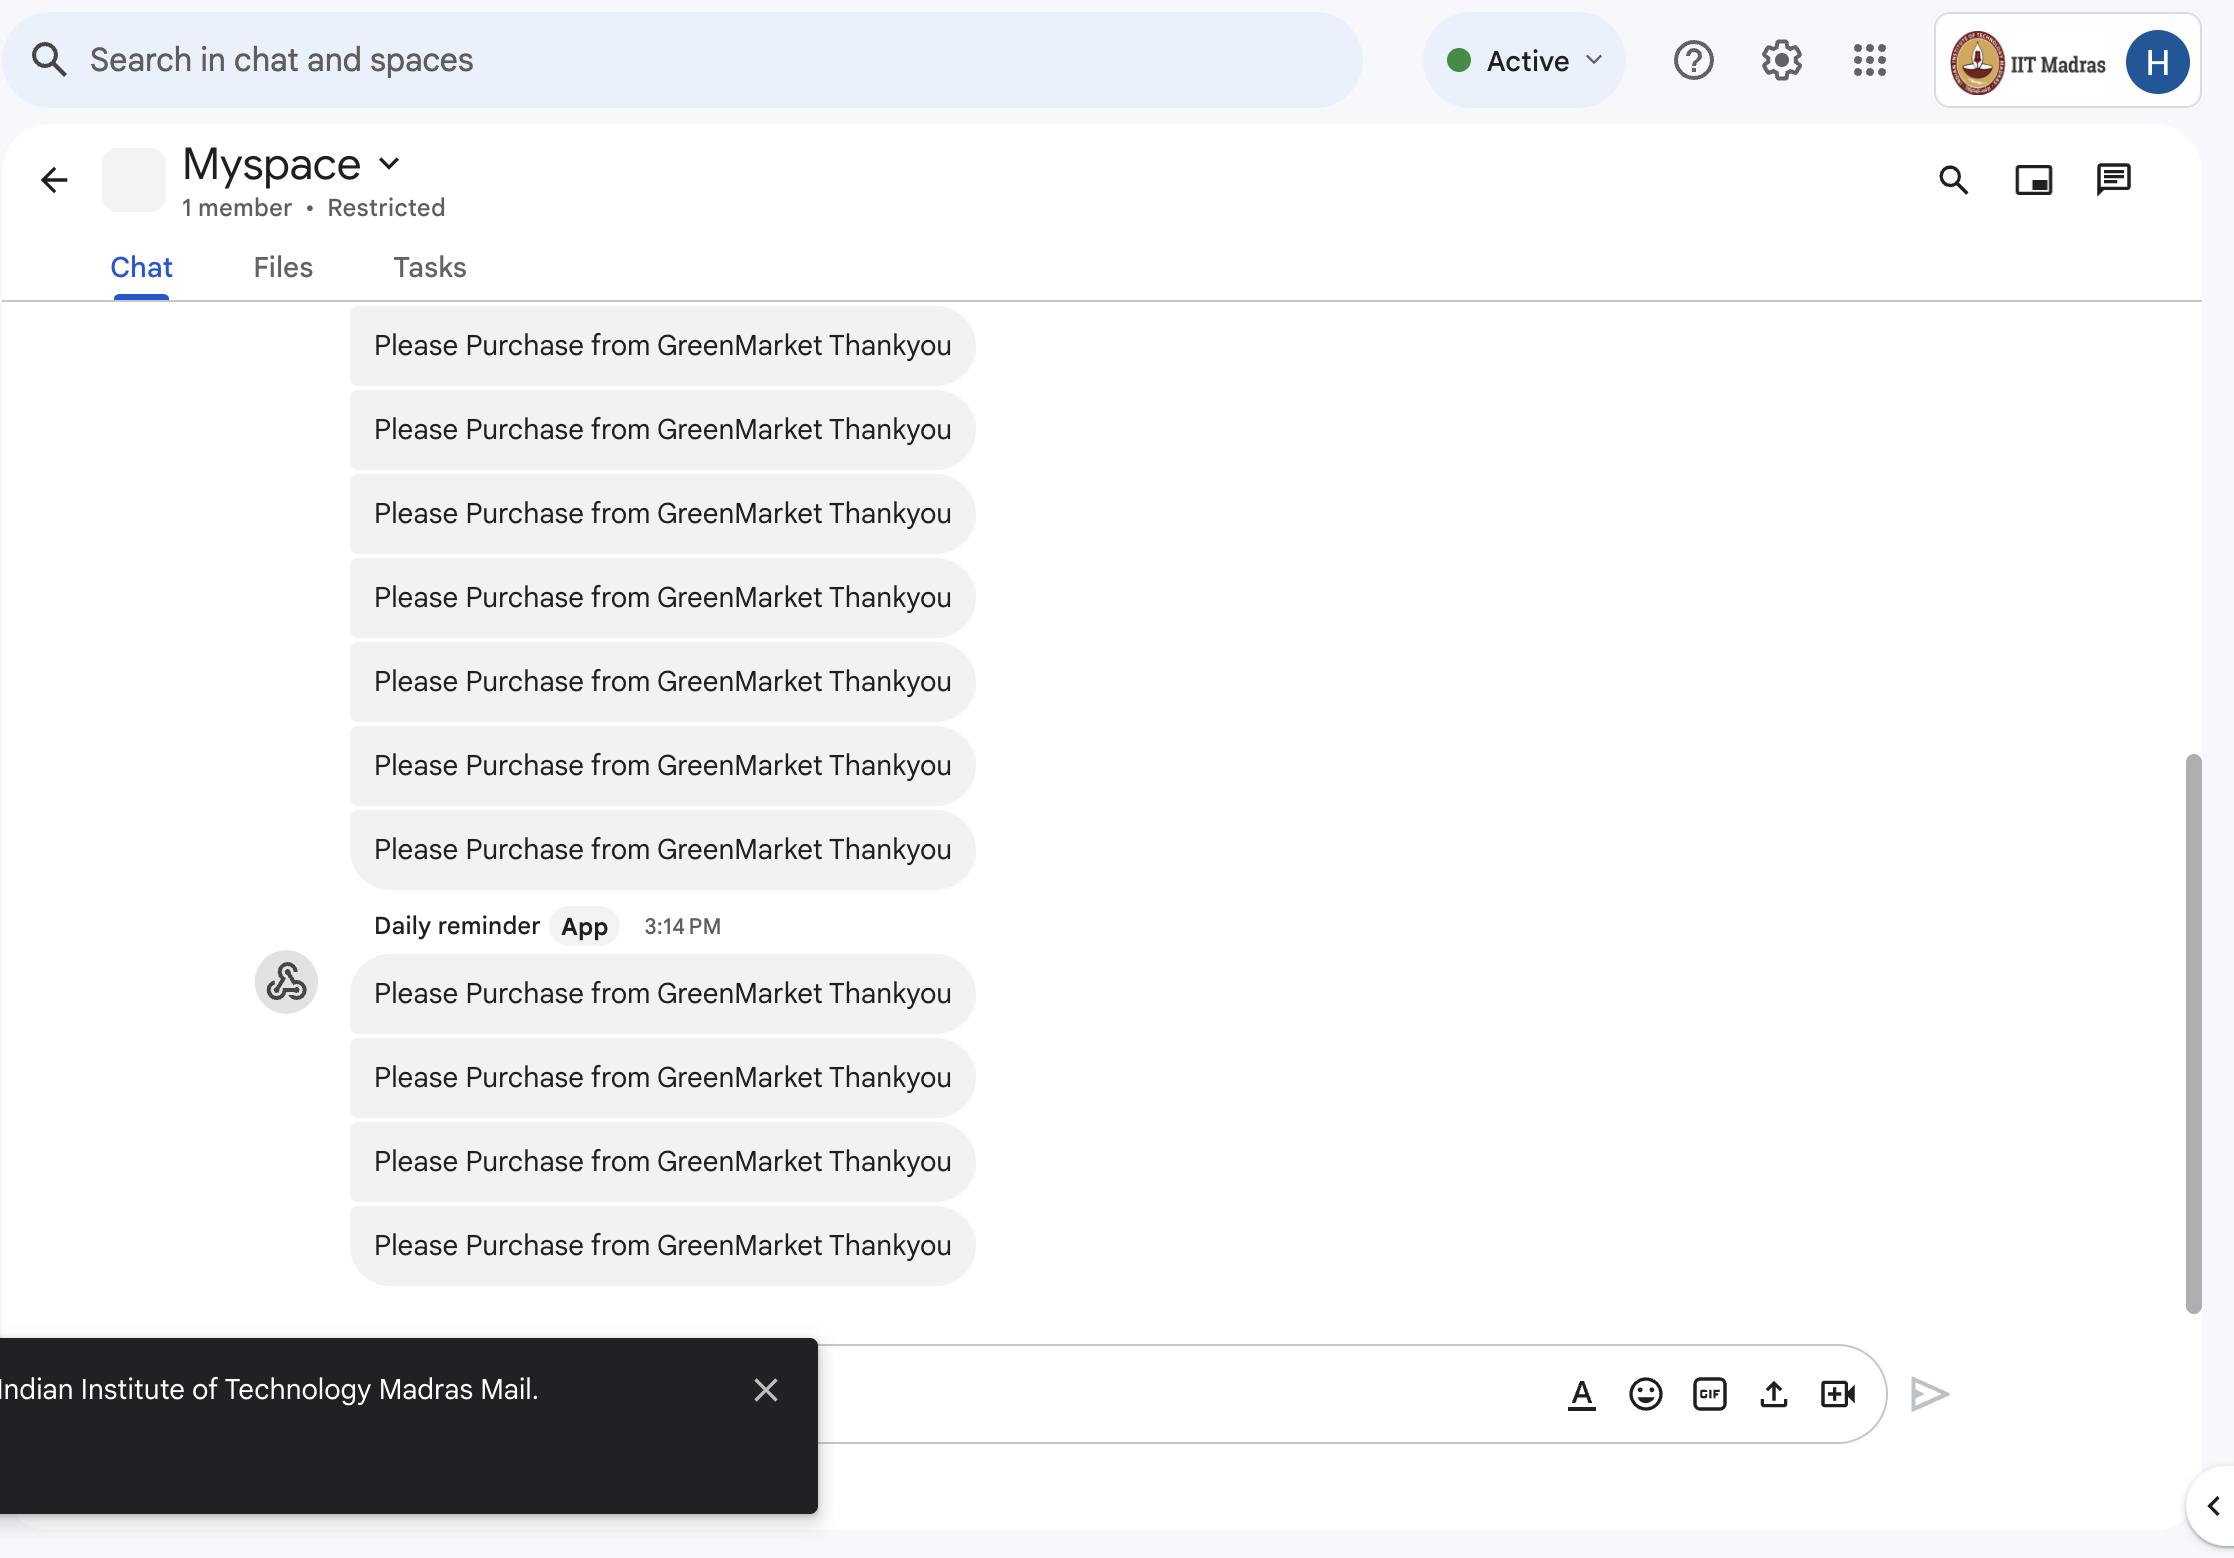 Search in chat and spaces
Active
IIT Madras
H
Myspace
1 member • Restricted
Chat
Files
Tasks
Please Purchase from GreenMarket Thankyou
Please Purchase from GreenMarket Thankyou
Please Purchase from GreenMarket Thankyou
Please Purchase from GreenMarket Thankyou
Please Purchase from GreenMarket Thankyou
Please Purchase from GreenMarket Thankyou
Please Purchase from GreenMarket Thankyou
Daily reminder App 3:14 PM
Please Purchase from GreenMarket Thankyou
Please Purchase from GreenMarket Thankyou
Please Purchase from GreenMarket Thankyou
Please Purchase from GreenMarket Thankyou
Indian Institute of Technology Madras Mail.
A
GIF